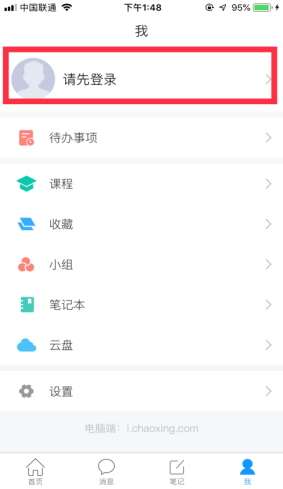 中国联通 下午1:48 95%
我
请先登录
待办事项
课程
收藏
小组
笔记本
云盘
设置
电脑端：i.chaoxing.com
首页 消息 笔记 我